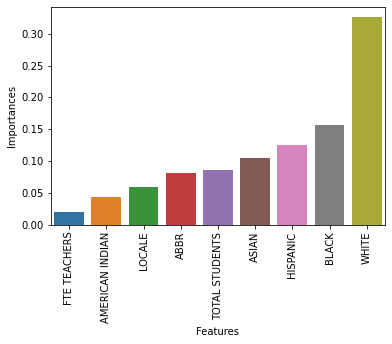 Importances
0.30
0.25
0.20
0.15
0.10
0.05
0.00
FTE TEACHERS
AMERICAN INDIAN
LOCALE
ABBR
TOTAL STUDENTS
ASIAN
HISPANIC
BLACK
WHITE
Features